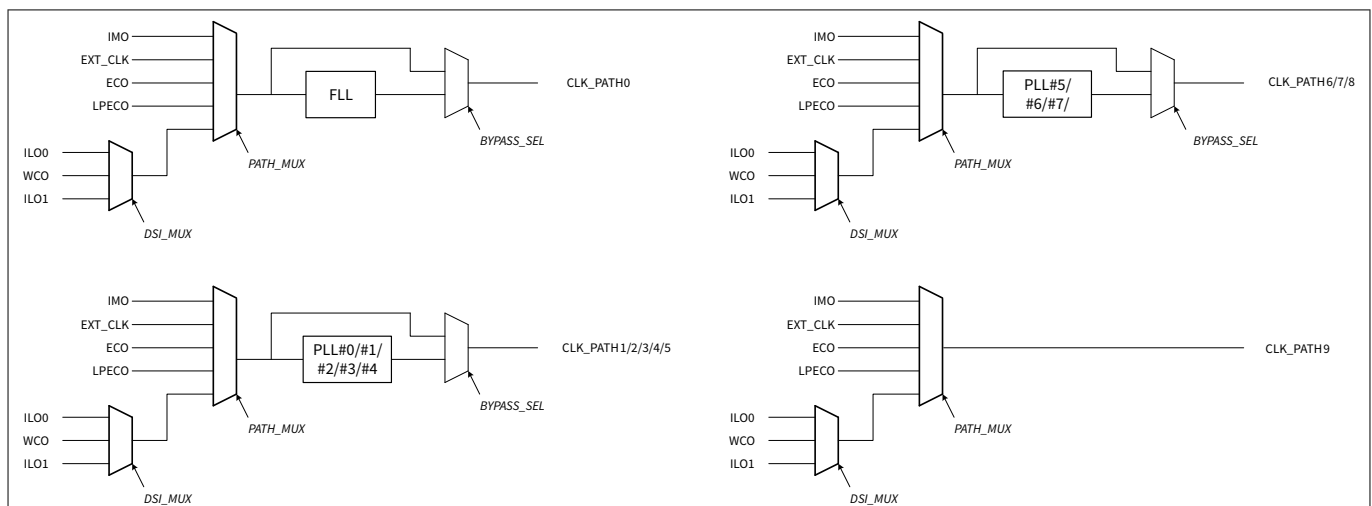 IMO
EXT_CLK
ECO
LPECO
FLL
CLK_PATH0
BYPASS_SEL
PATH_MUX
ILO0
WCO
ILO1
DSI_MUX
IMO
EXT_CLK
ECO
LPECO
PLL#5/
#6/#7/
CLK_PATH6/7/8
BYPASS_SEL
PATH_MUX
ILO0
WCO
ILO1
DSI_MUX
IMO
EXT_CLK
ECO
LPECO
PLL#0/#1/
#2/#3/#4
CLK_PATH1/2/3/4/5
BYPASS_SEL
PATH_MUX
ILO0
WCO
ILO1
DSI_MUX
IMO
EXT_CLK
ECO
LPECO
CLK_PATH9
PATH_MUX
ILO0
WCO
ILO1
DSI_MUX